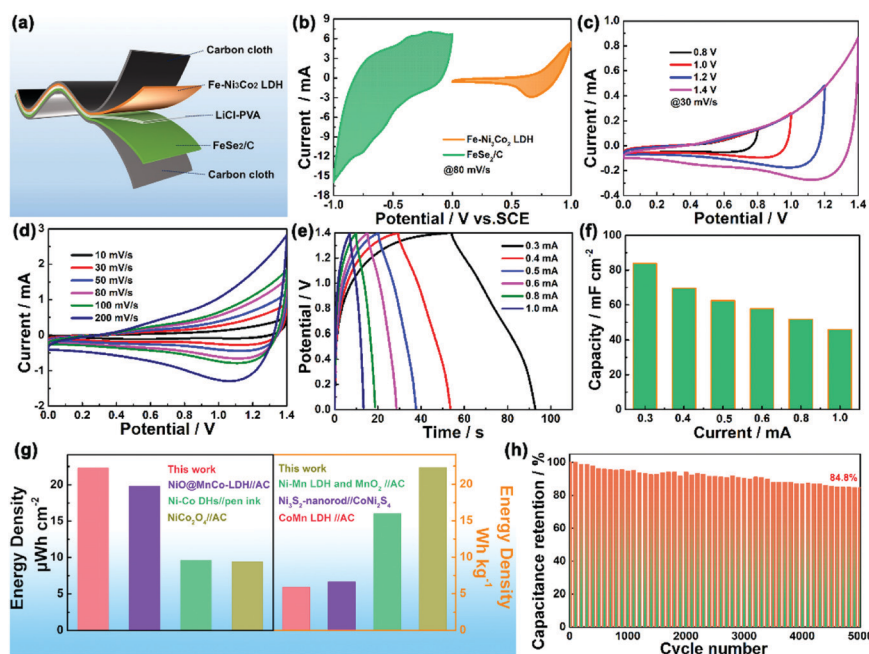 (a)
Carbon cloth
Fe-Ni3Co2 LDH
LiCl-PVA
FeSe2/C
Carbon cloth
(b)
Current / mA
6
3
0
-3
-6
-9
-12
-15
-18
Fe-Ni3Co2 LDH
FeSe2/C
@80 mV/s
-1.0 -0.5 0.0 0.5 1.0
Potential / V vs.SCE
(c)
Current / mA
0.9
0.6
0.3
0.0
-0.3
0.8 V
1.0 V
1.2 V
1.4 V
@30 mV/s
0.0 0.2 0.4 0.6 0.8 1.0 1.2 1.4
Potential / V
(d)
Current / mA
3
2
1
0
-1
-2
10 mV/s
30 mV/s
50 mV/s
80 mV/s
100 mV/s
200 mV/s
0.0 0.2 0.4 0.6 0.8 1.0 1.2 1.4
Potential / V
(e)
Potential / V
1.4
1.2
1.0
0.8
0.6
0.4
0.2
0.0
0.3 mA
0.4 mA
0.5 mA
0.6 mA
0.8 mA
1.0 mA
0 20 40 60 80 100
Time / s
(f)
Capacity / mF cm-2
100
80
60
40
20
0
0.3 0.4 0.5 0.6 0.8 1.0
Current / mA
(g)
Energy Density
μWh cm-2
20
15
10
5
0
This work
NiO@MnCo-LDH//AC
Ni-Co DHs//pen ink
NiCo2O4//AC
This work
Ni-Mn LDH and MnO2 //AC
Ni3S2-nanorod//CoNi2S4
CoMn LDH //AC
20
15
10
5
0
Energy Density
Wh kg-1
(h)
Capacitance retention / %
100
80
60
40
20
0
84.8%
0 1000 2000 3000 4000 5000
Cycle number